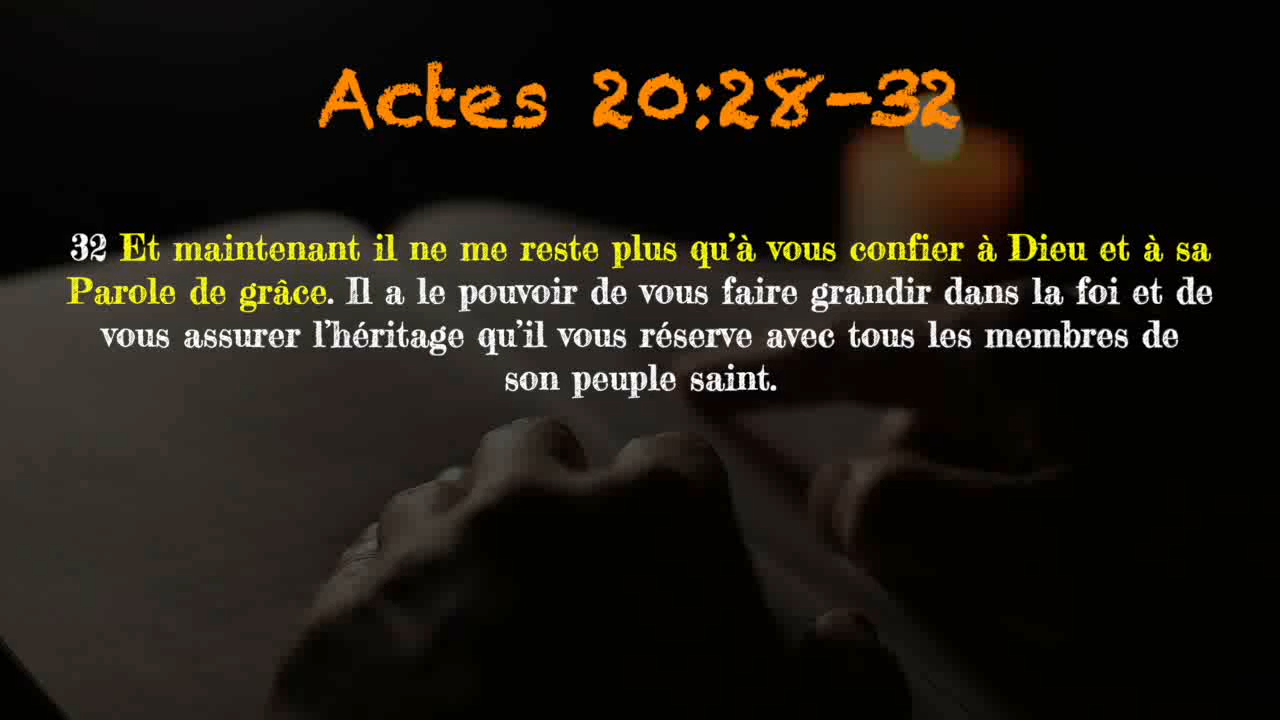 Actes 20:28-32
32 Et maintenant il ne me reste plus qu'à vous confier à Dieu et à sa
Parole de grâce. Il a le pouvoir de vous faire grandir dans la foi et de
vous assurer l'héritage qu'il vous réserve avec tous les membres de
son peuple saint.